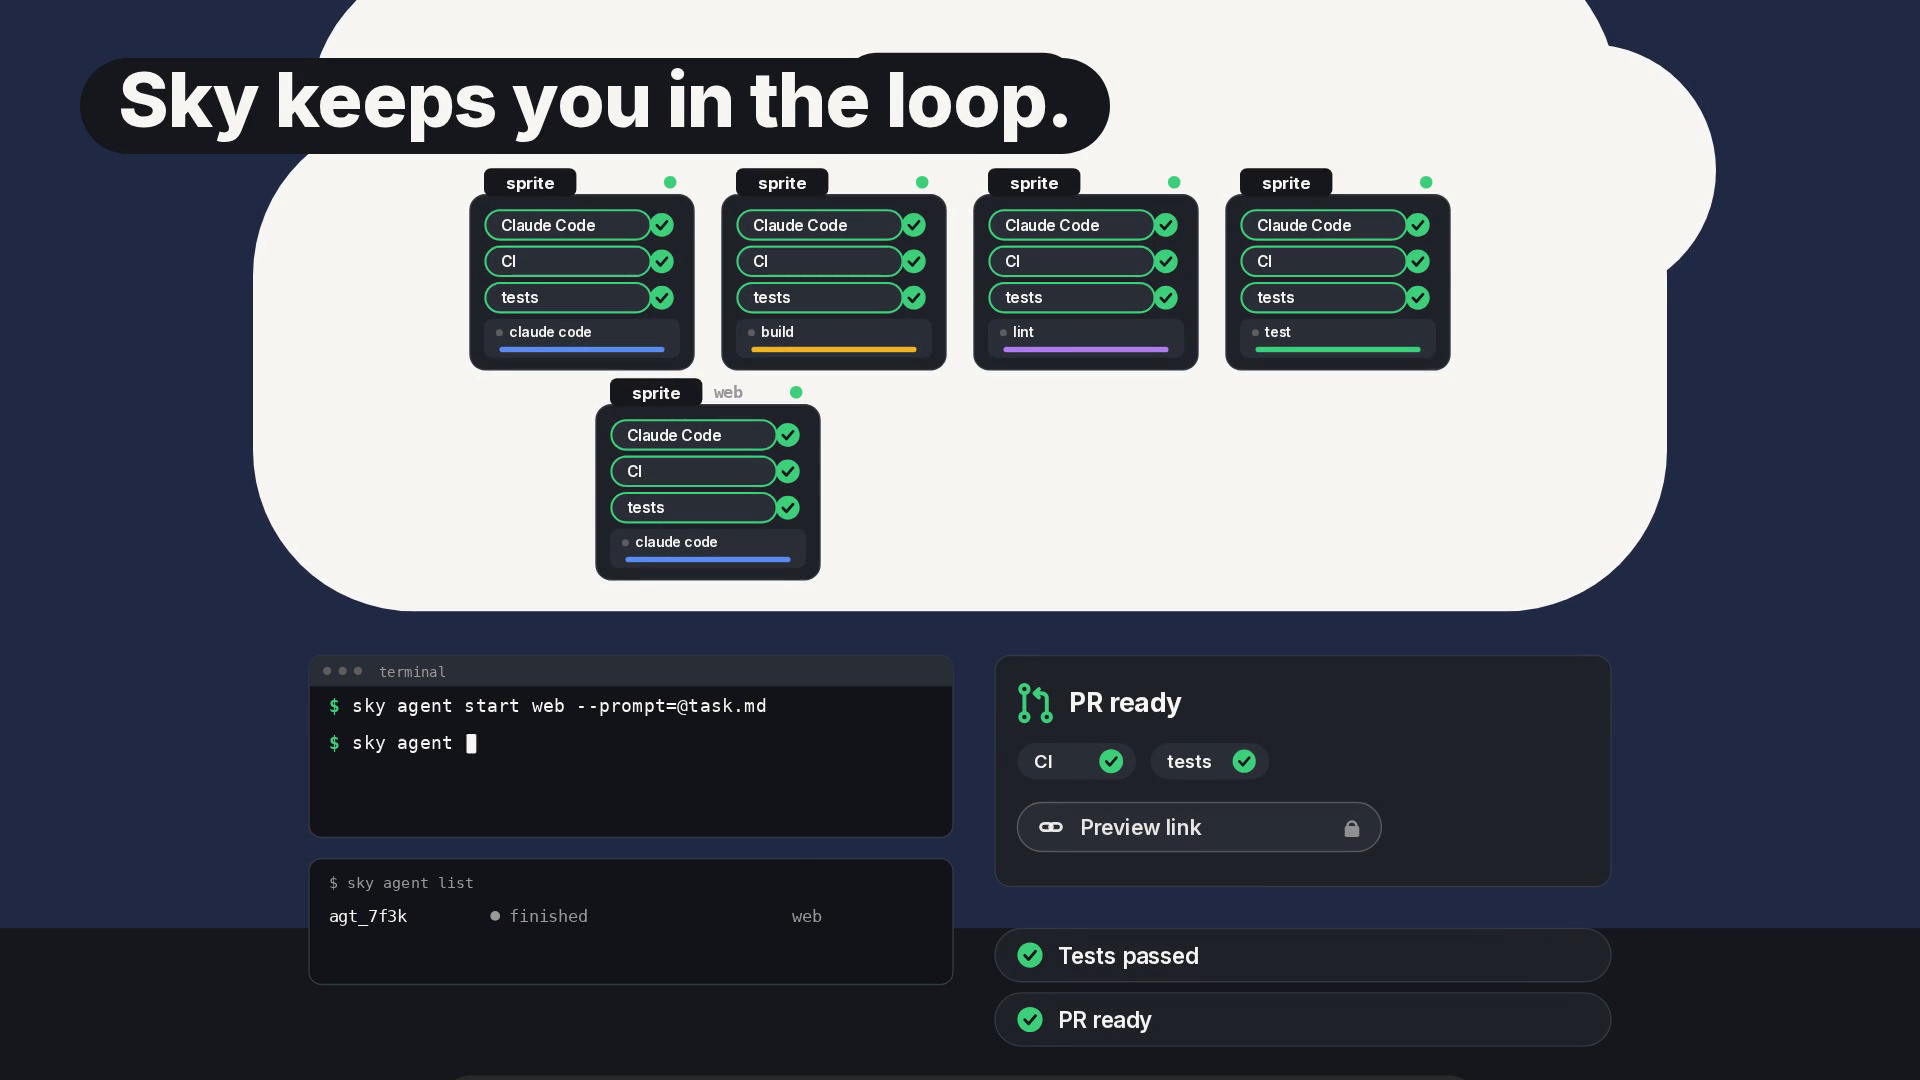 Sky keeps you in the loop.
sprite
Claude Code
CI
tests
claude code
sprite
Claude Code
CI
tests
build
sprite
Claude Code
CI
tests
lint
sprite
Claude Code
CI
tests
test
sprite web
Claude Code
CI
tests
claude code
terminal
$ sky agent start web --prompt=@task.md
$ sky agent
$ sky agent list
agt_7f3k finished web
PR ready
CI tests
Preview link
Tests passed
PR ready